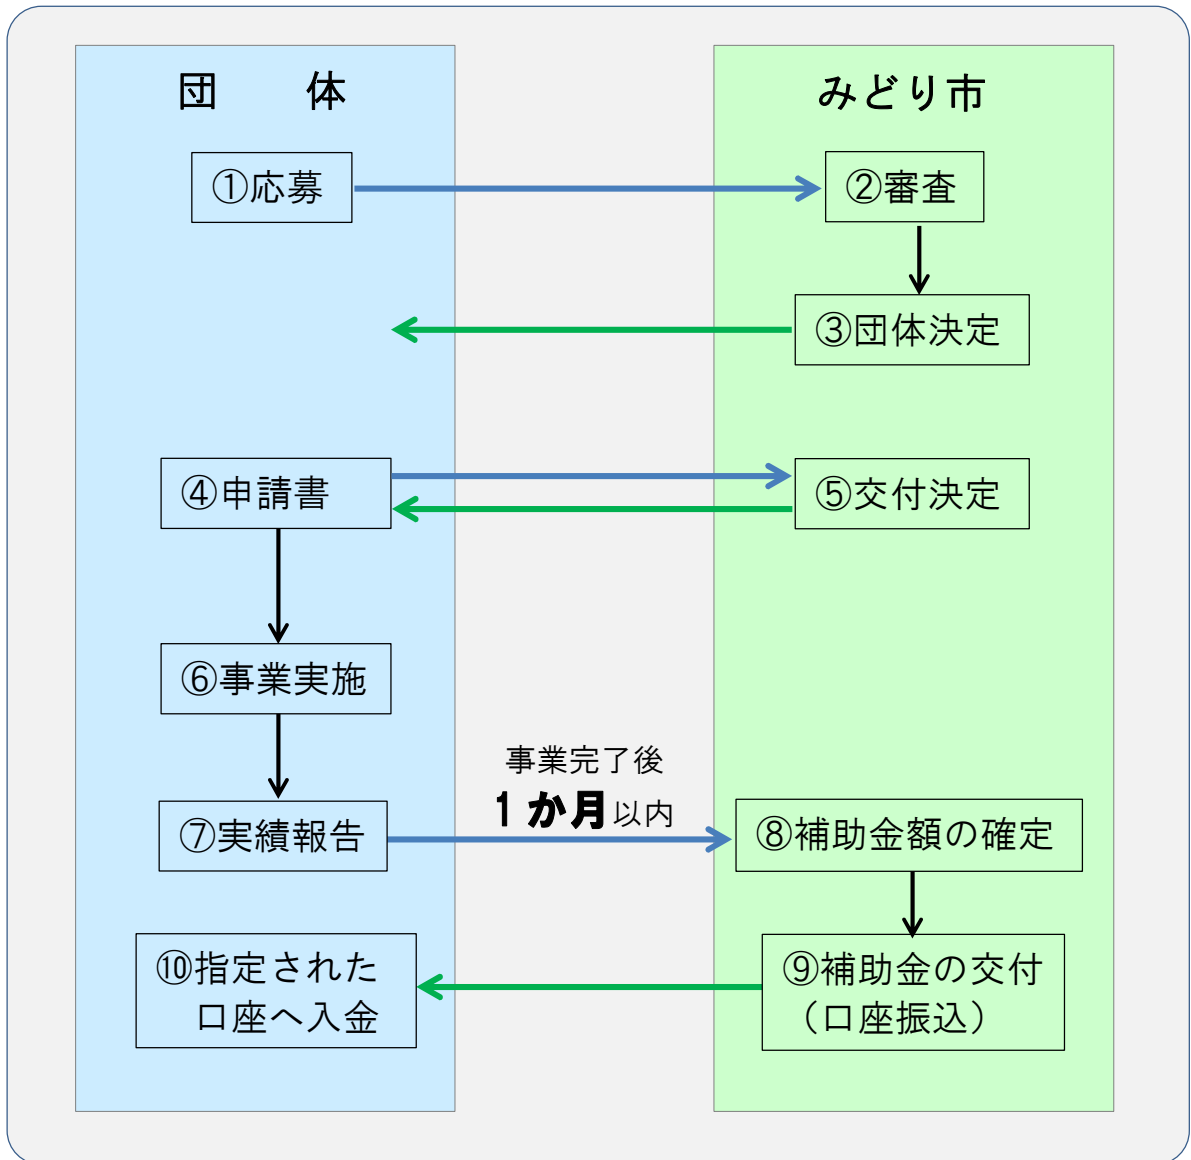 団　体
みどり市
①応募
②審査
③団体決定
④申請書
⑤交付決定
⑥事業実施
事業完了後
1か月以内
⑦実績報告
⑧補助金額の確定
⑩指定された
口座へ入金
⑨補助金の交付
（口座振込）